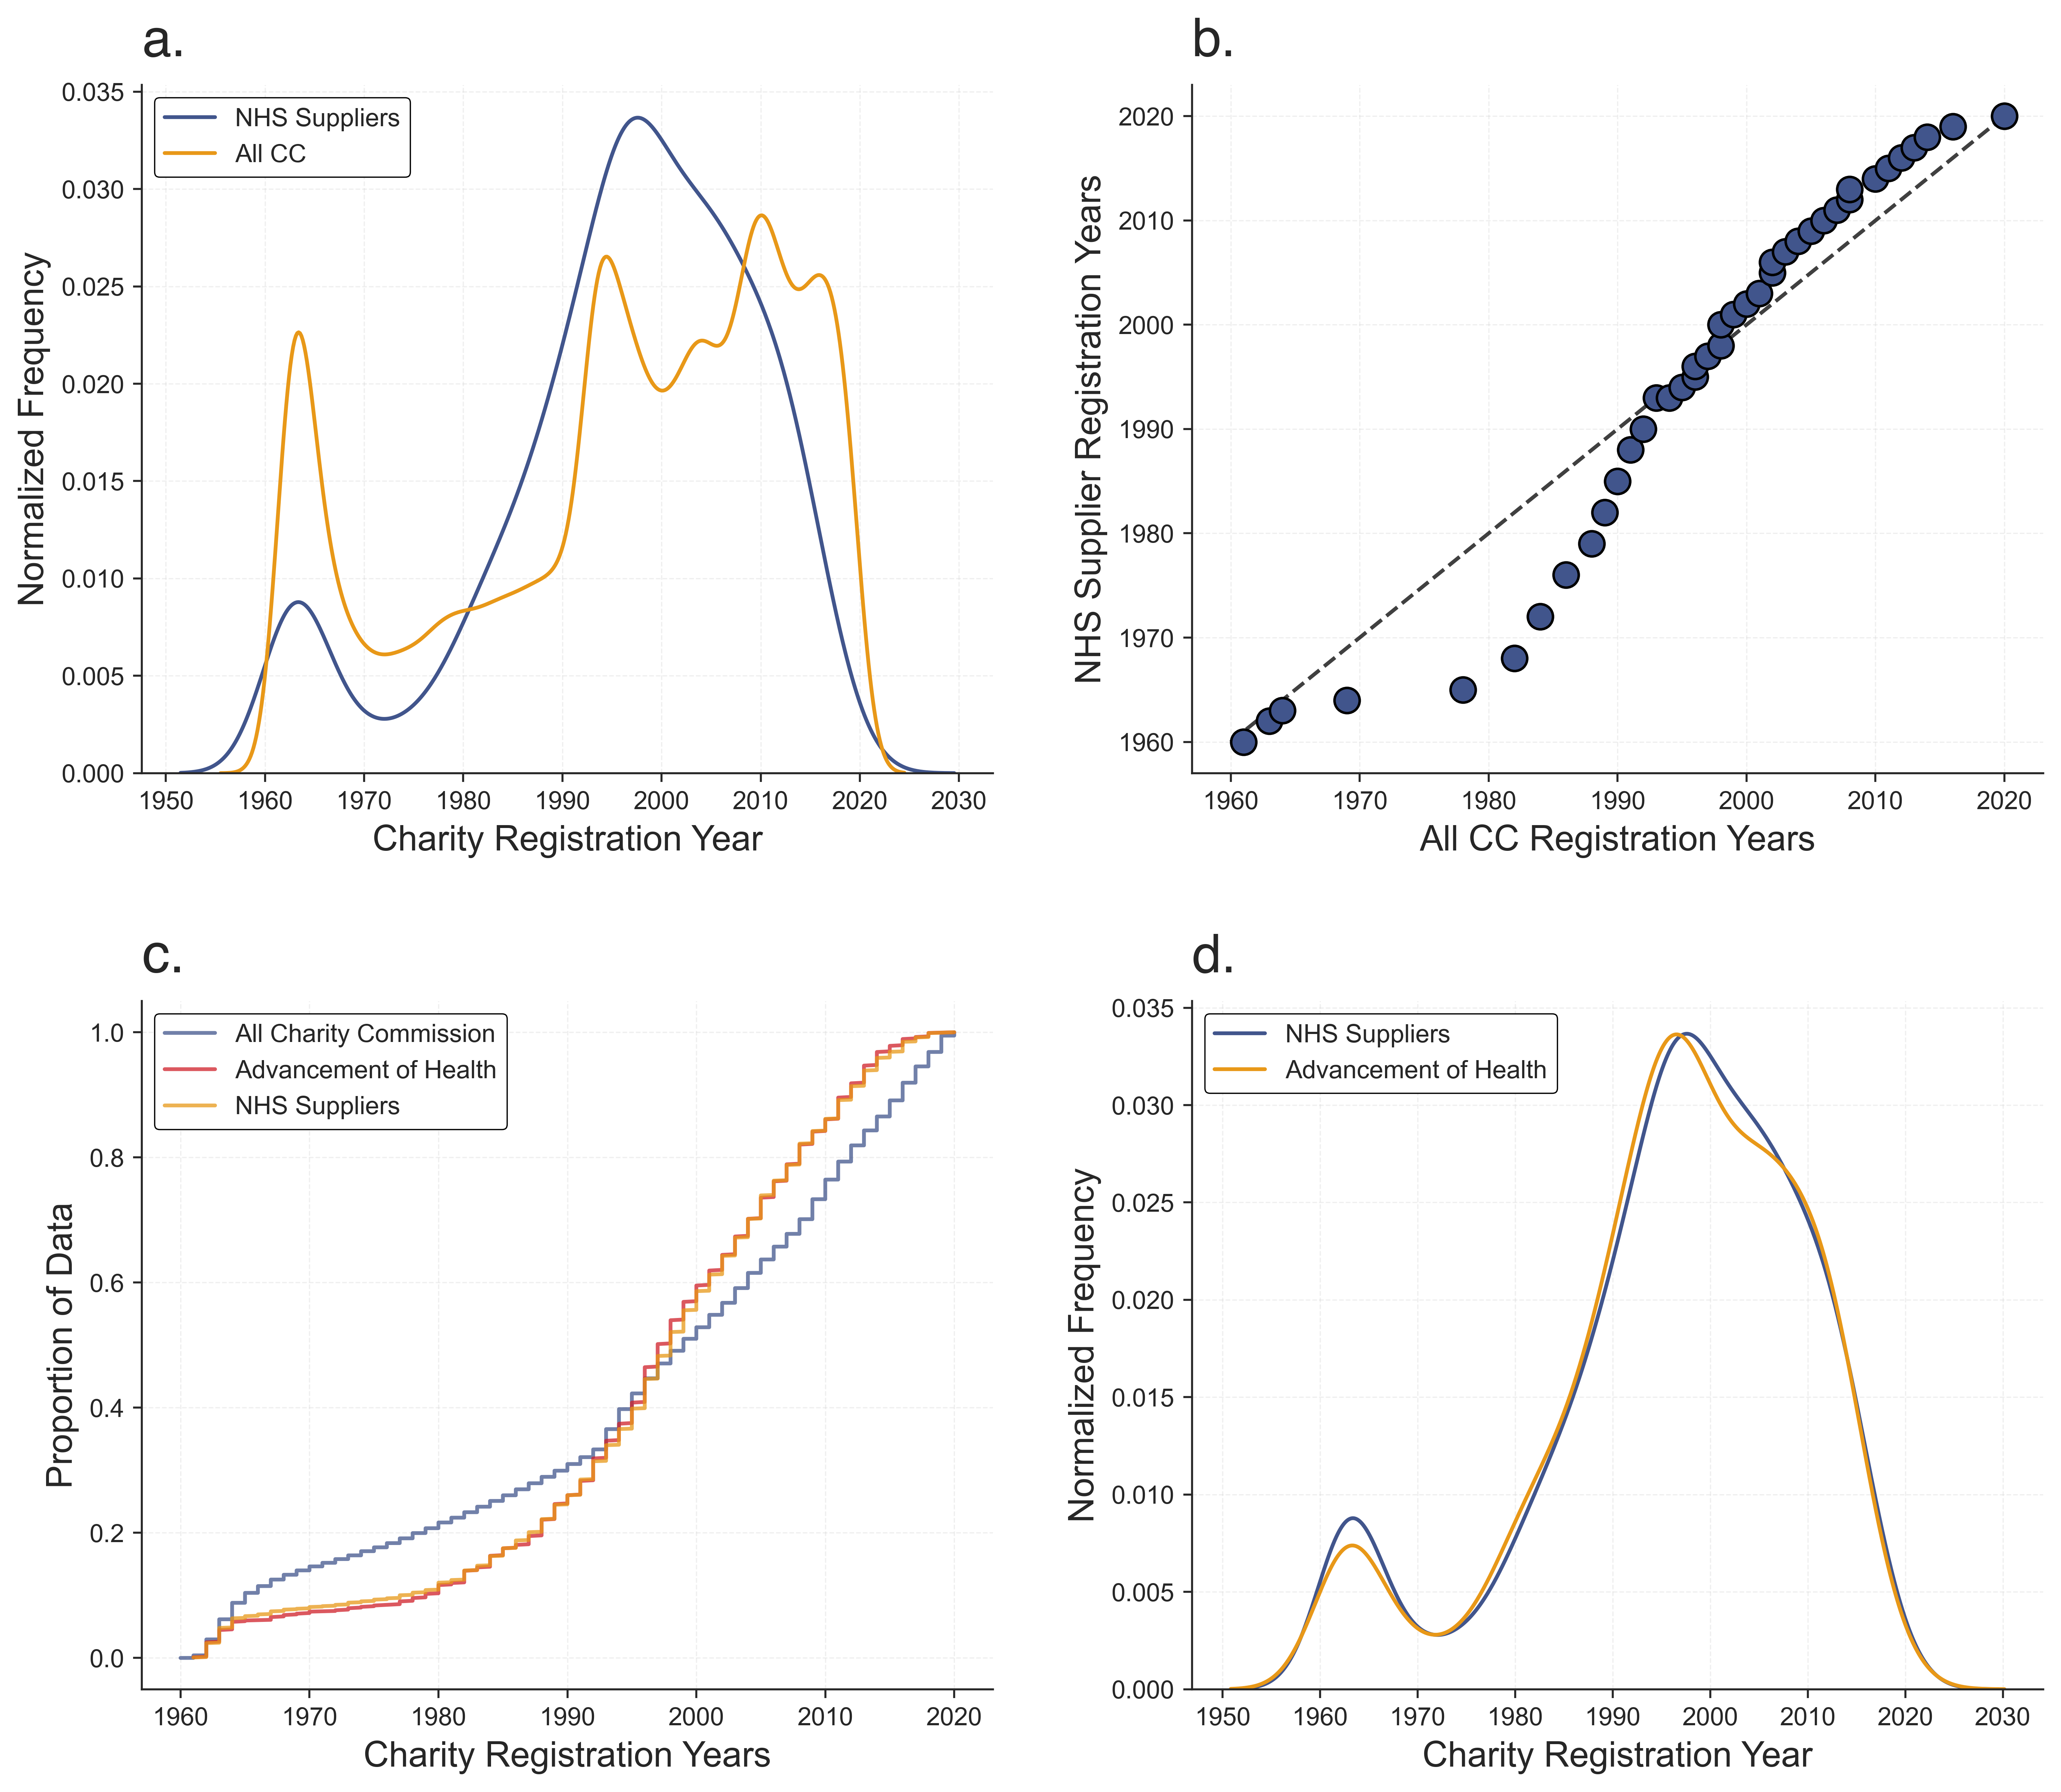 a.
0.035
0.030
0.025
0.020
0.015
0.010
0.005
0.000
Normalized Frequency
NHS Suppliers
All CC
1950 1960 1970 1980 1990 2000 2010 2020 2030
Charity Registration Year
b.
2020
2010
2000
1990
1980
1970
1960
NHS Supplier Registration Years
1960 1970 1980 1990 2000 2010 2020
All CC Registration Years
c.
1.0
0.8
0.6
0.4
0.2
0.0
Proportion of Data
All Charity Commission
Advancement of Health
NHS Suppliers
1960 1970 1980 1990 2000 2010 2020
Charity Registration Years
d.
0.035
0.030
0.025
0.020
0.015
0.010
0.005
0.000
Normalized Frequency
NHS Suppliers
Advancement of Health
1950 1960 1970 1980 1990 2000 2010 2020 2030
Charity Registration Year